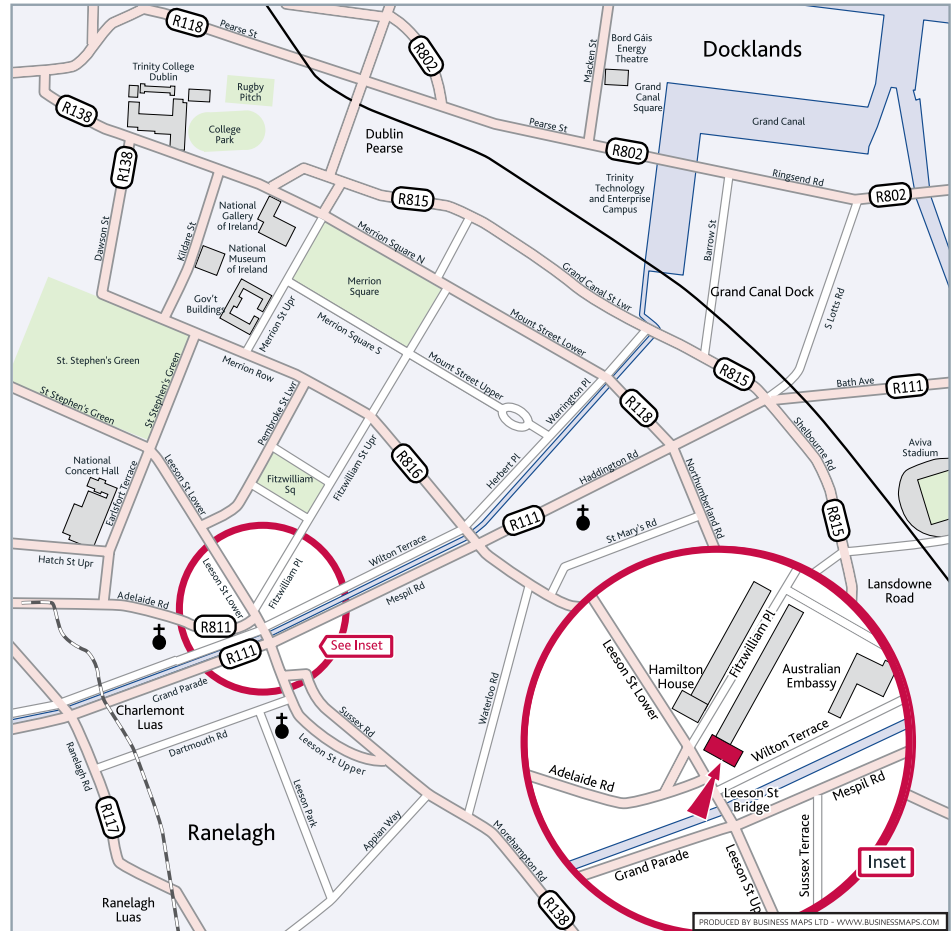 R118
Pearse St
R802
Macken St
Bord Gáis
Energy
Theatre
Docklands
Trinity College
Dublin
Rugby
Pitch
Grand
Canal
Square
R138
College
Park
Grand Canal
Pearse St
Dublin
Pearse
R802
R138
Ringsend Rd
Trinity
Technology
and Enterprise
Campus
R802
R815
National
Gallery
of Ireland
Dawson St
Kildare St
Merrion Square N
Barrow St
National
Museum
of Ireland
Merrion
Square
Grand Canal St Lwr
Grand Canal Dock
S Lotts Rd
Gov't
Buildings
Merrion St Upr
Merrion Square S
Mount Street Lower
St. Stephen's Green
St Stephen's Green
Merrion Row
Mount Street Upper
R815
Bath Ave
R111
St Stephen's Green
Pembroke St Lwr
Warrington Pl
R118
Shelbourne Rd
Aviva
Stadium
National
Concert Hall
Earlsfort Terrace
Leeson St Lower
Fitzwilliam
Sq
Fitzwilliam St Upr
R816
Herbert Pl
Haddington Rd
Northumberland Rd
R111
R815
St Mary's Rd
Hatch St Upr
Wilton Terrace
Leeson St Lower
Fitzwilliam Pl
Mespil Rd
Lansdowne
Road
Adelaide Rd
R811
R111
See Inset
Grand Parade
Charlemont
Luas
Sussex Rd
Waterloo Rd
Dartmouth Rd
Leeson St Upper
Ranelagh Rd
R117
Leeson Park
Appian Way
Ranelagh
Morehampton Rd
Ranelagh
Luas
R138
Leeson St Lower
Hamilton
House
Fitzwilliam Pl
Australian
Embassy
Wilton Terrace
Adelaide Rd
Leeson St
Bridge
Mespil Rd
Grand Parade
Sussex Terrace
Leeson St Up
Inset
PRODUCED BY BUSINESS MAPS LTD - WWW.BUSINESSMAPS.COM